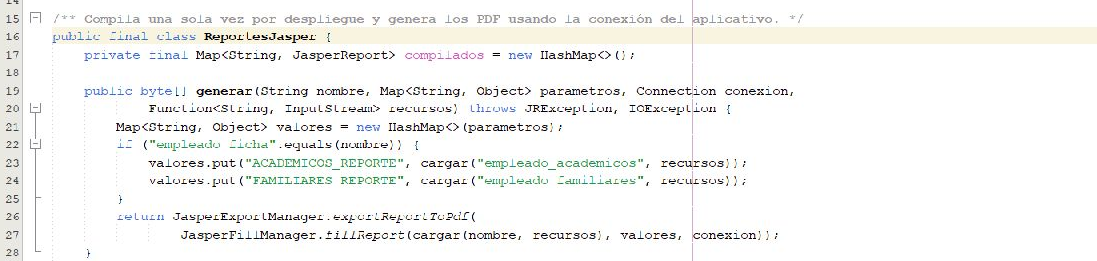 14
15 /** Compila una sola vez por despliegue y genera los PDF usando la conexión del aplicativo. */
16 public final class ReportesJasper {
17 private final Map<String, JasperReport> compilados = new HashMap<>();
18
19 public byte[] generar(String nombre, Map<String, Object> parametros, Connection conexion,
20 Function<String, InputStream> recursos) throws JRException, IOException {
21 Map<String, Object> valores = new HashMap<>(parametros);
22 if ("empleado_ficha".equals(nombre)) {
23 valores.put("ACADEMICOS_REPORTE", cargar("empleado_academicos", recursos));
24 valores.put("FAMILIARES_REPORTE", cargar("empleado_familiares", recursos));
25 }
26 return JasperExportManager.exportReportToPdf(
27 JasperFillManager.fillReport(cargar(nombre, recursos), valores, conexion));
28 }